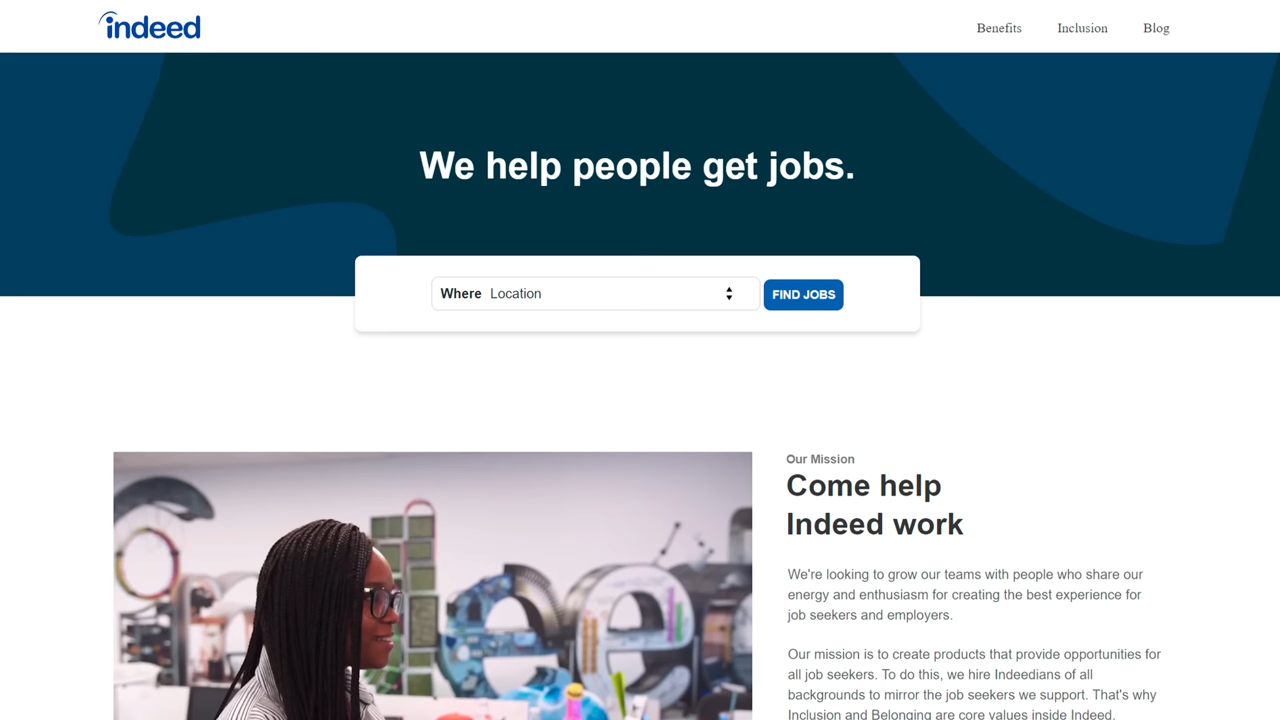 indeed
Benefits Inclusion Blog
We help people get jobs.
Where Location
FIND JOBS
Our Mission
Come help
Indeed work
We're looking to grow our teams with people who share our
energy and enthusiasm for creating the best experience for
job seekers and employers.
Our mission is to create products that provide opportunities for
all job seekers. To do this, we hire Indeedians of all
backgrounds to mirror the job seekers we support. That's why
Inclusion and Belonging are core values inside Indeed.